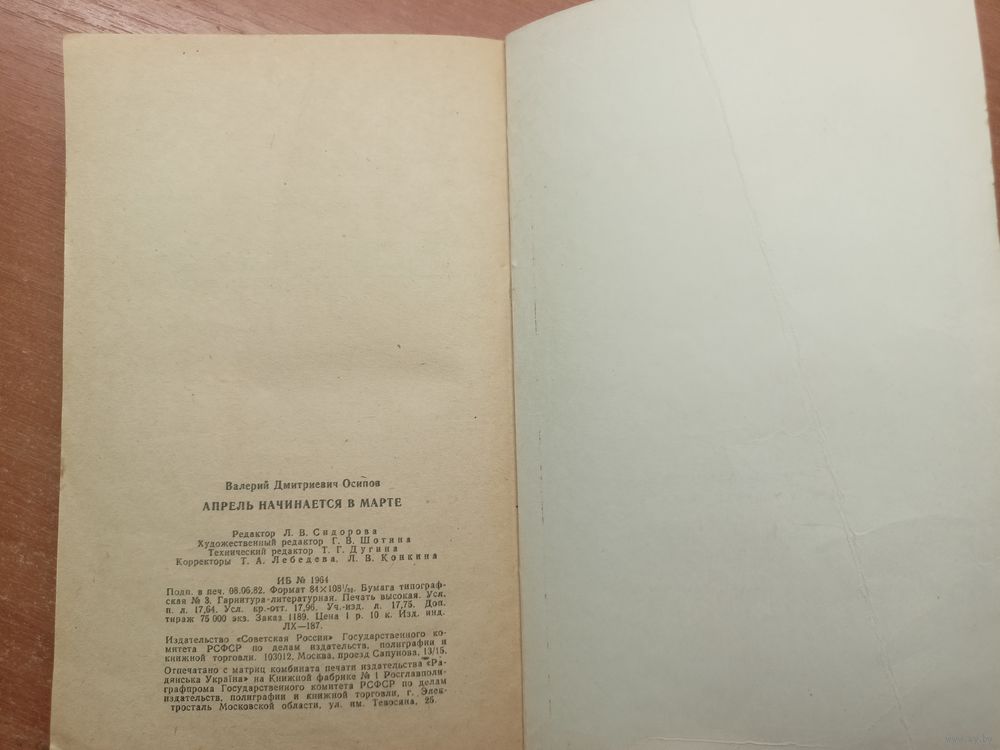 Валерий Дмитриевич Осипов
АПРЕЛЬ НАЧИНАЕТСЯ В МАРТЕ
Редактор Л. В. Сидорова
Художественный редактор Г. В. Шотина
Технический редактор Т. Г. Дугина
Корректоры Т. А. Лебедева, Л. В. Конкина
ИБ № 1964
Подп. в печ. 08.06.82. Формат 84×108¹/₃₂. Бумага типограф-
ская № 3. Гарнитура литературная. Печать высокая. Усл.
п. л. 17,64. Усл. кр.-отт. 17,96. Уч.-изд. л. 17,75. Доп.
тираж 75 000 экз. Заказ 1189. Цена 1 р. 10 к. Изд. инд.
ЛХ—187.
Издательство «Советская Россия» Государственного ко-
митета РСФСР по делам издательств, полиграфии и
книжной торговли. 103012, Москва, проезд Сапунова, 13/15.
Отпечатано с матриц комбината печати издательства «Ра-
дянська Україна» на Книжной фабрике № 1 Росглавполи-
графпрома Государственного комитета РСФСР по делам
издательств, полиграфии и книжной торговли, г. Элек-
тросталь Московской области, ул. им. Тевосяна, 25.